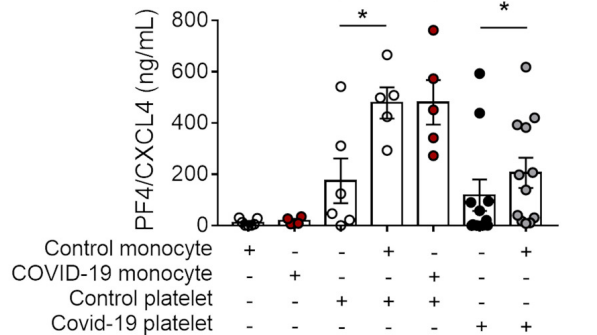 PF4/CXCL4 (ng/mL)
800
600
400
200
0
* *
Control monocyte + - - + - - +
COVID-19 monocyte - + - - + - -
Control platelet - - + + + - -
Covid-19 platelet - - - - - + +